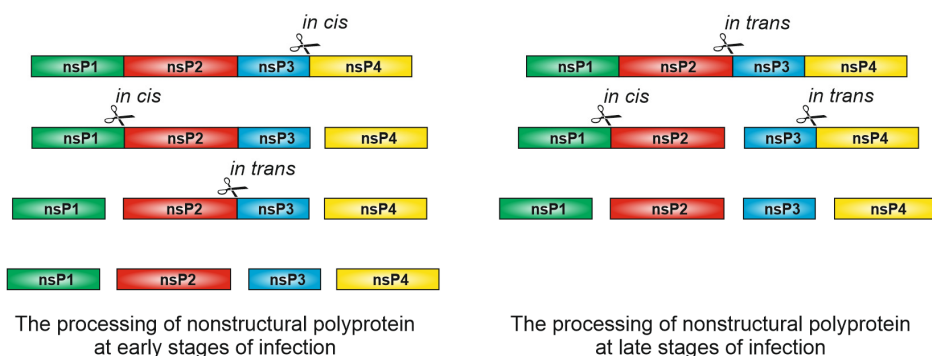 in cis
nsP1 nsP2 nsP3 nsP4
in cis
nsP1 nsP2 nsP3 nsP4
in trans
nsP1 nsP2 nsP3 nsP4
nsP1 nsP2 nsP3 nsP4
The processing of nonstructural polyprotein
at early stages of infection
in trans
nsP1 nsP2 nsP3 nsP4
in cis in trans
nsP1 nsP2 nsP3 nsP4
nsP1 nsP2 nsP3 nsP4
The processing of nonstructural polyprotein
at late stages of infection